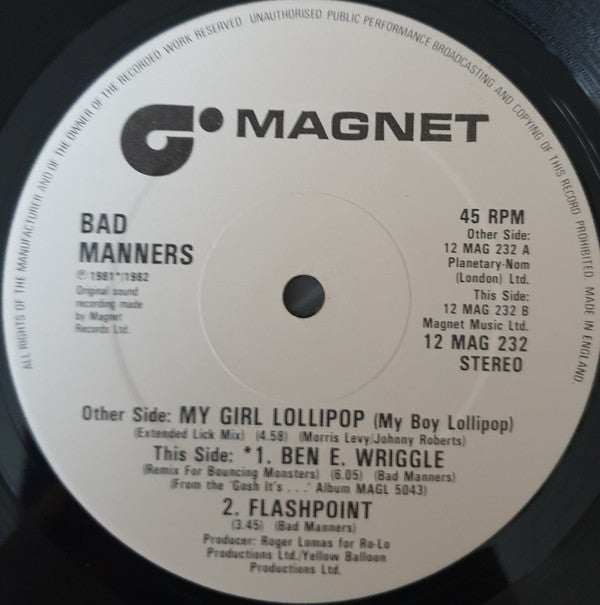 ALL RIGHTS OF THE MANUFACTURER AND OF THE OWNER OF THE RECORDED WORK RESERVED UNAUTHORISED PUBLIC PERFORMANCE BROADCASTING AND COPYING OF THIS RECORD PROHIBITED. MADE IN ENGLAND.
MAGNET
BAD
MANNERS
℗ 1981*/1982
Original sound
recording made
by Magnet
Records Ltd.
45 RPM
Other Side:
12 MAG 232 A
Planetary-Nom
(London) Ltd.
This Side:
12 MAG 232 B
Magnet Music Ltd.
12 MAG 232
STEREO
Other Side: MY GIRL LOLLIPOP (My Boy Lollipop)
(Extended Lick Mix) (4.58) (Morris Levy/Johnny Roberts)
This Side: *1. BEN E. WRIGGLE
(Remix For Bouncing Monsters) (6.05) (Bad Manners)
(From the 'Gosh It's . . .' Album MAGL 5043)
2. FLASHPOINT
(3.45) (Bad Manners)
Producer: Roger Lomas for Ro-Lo
Productions Ltd./Yellow Balloon
Productions Ltd.